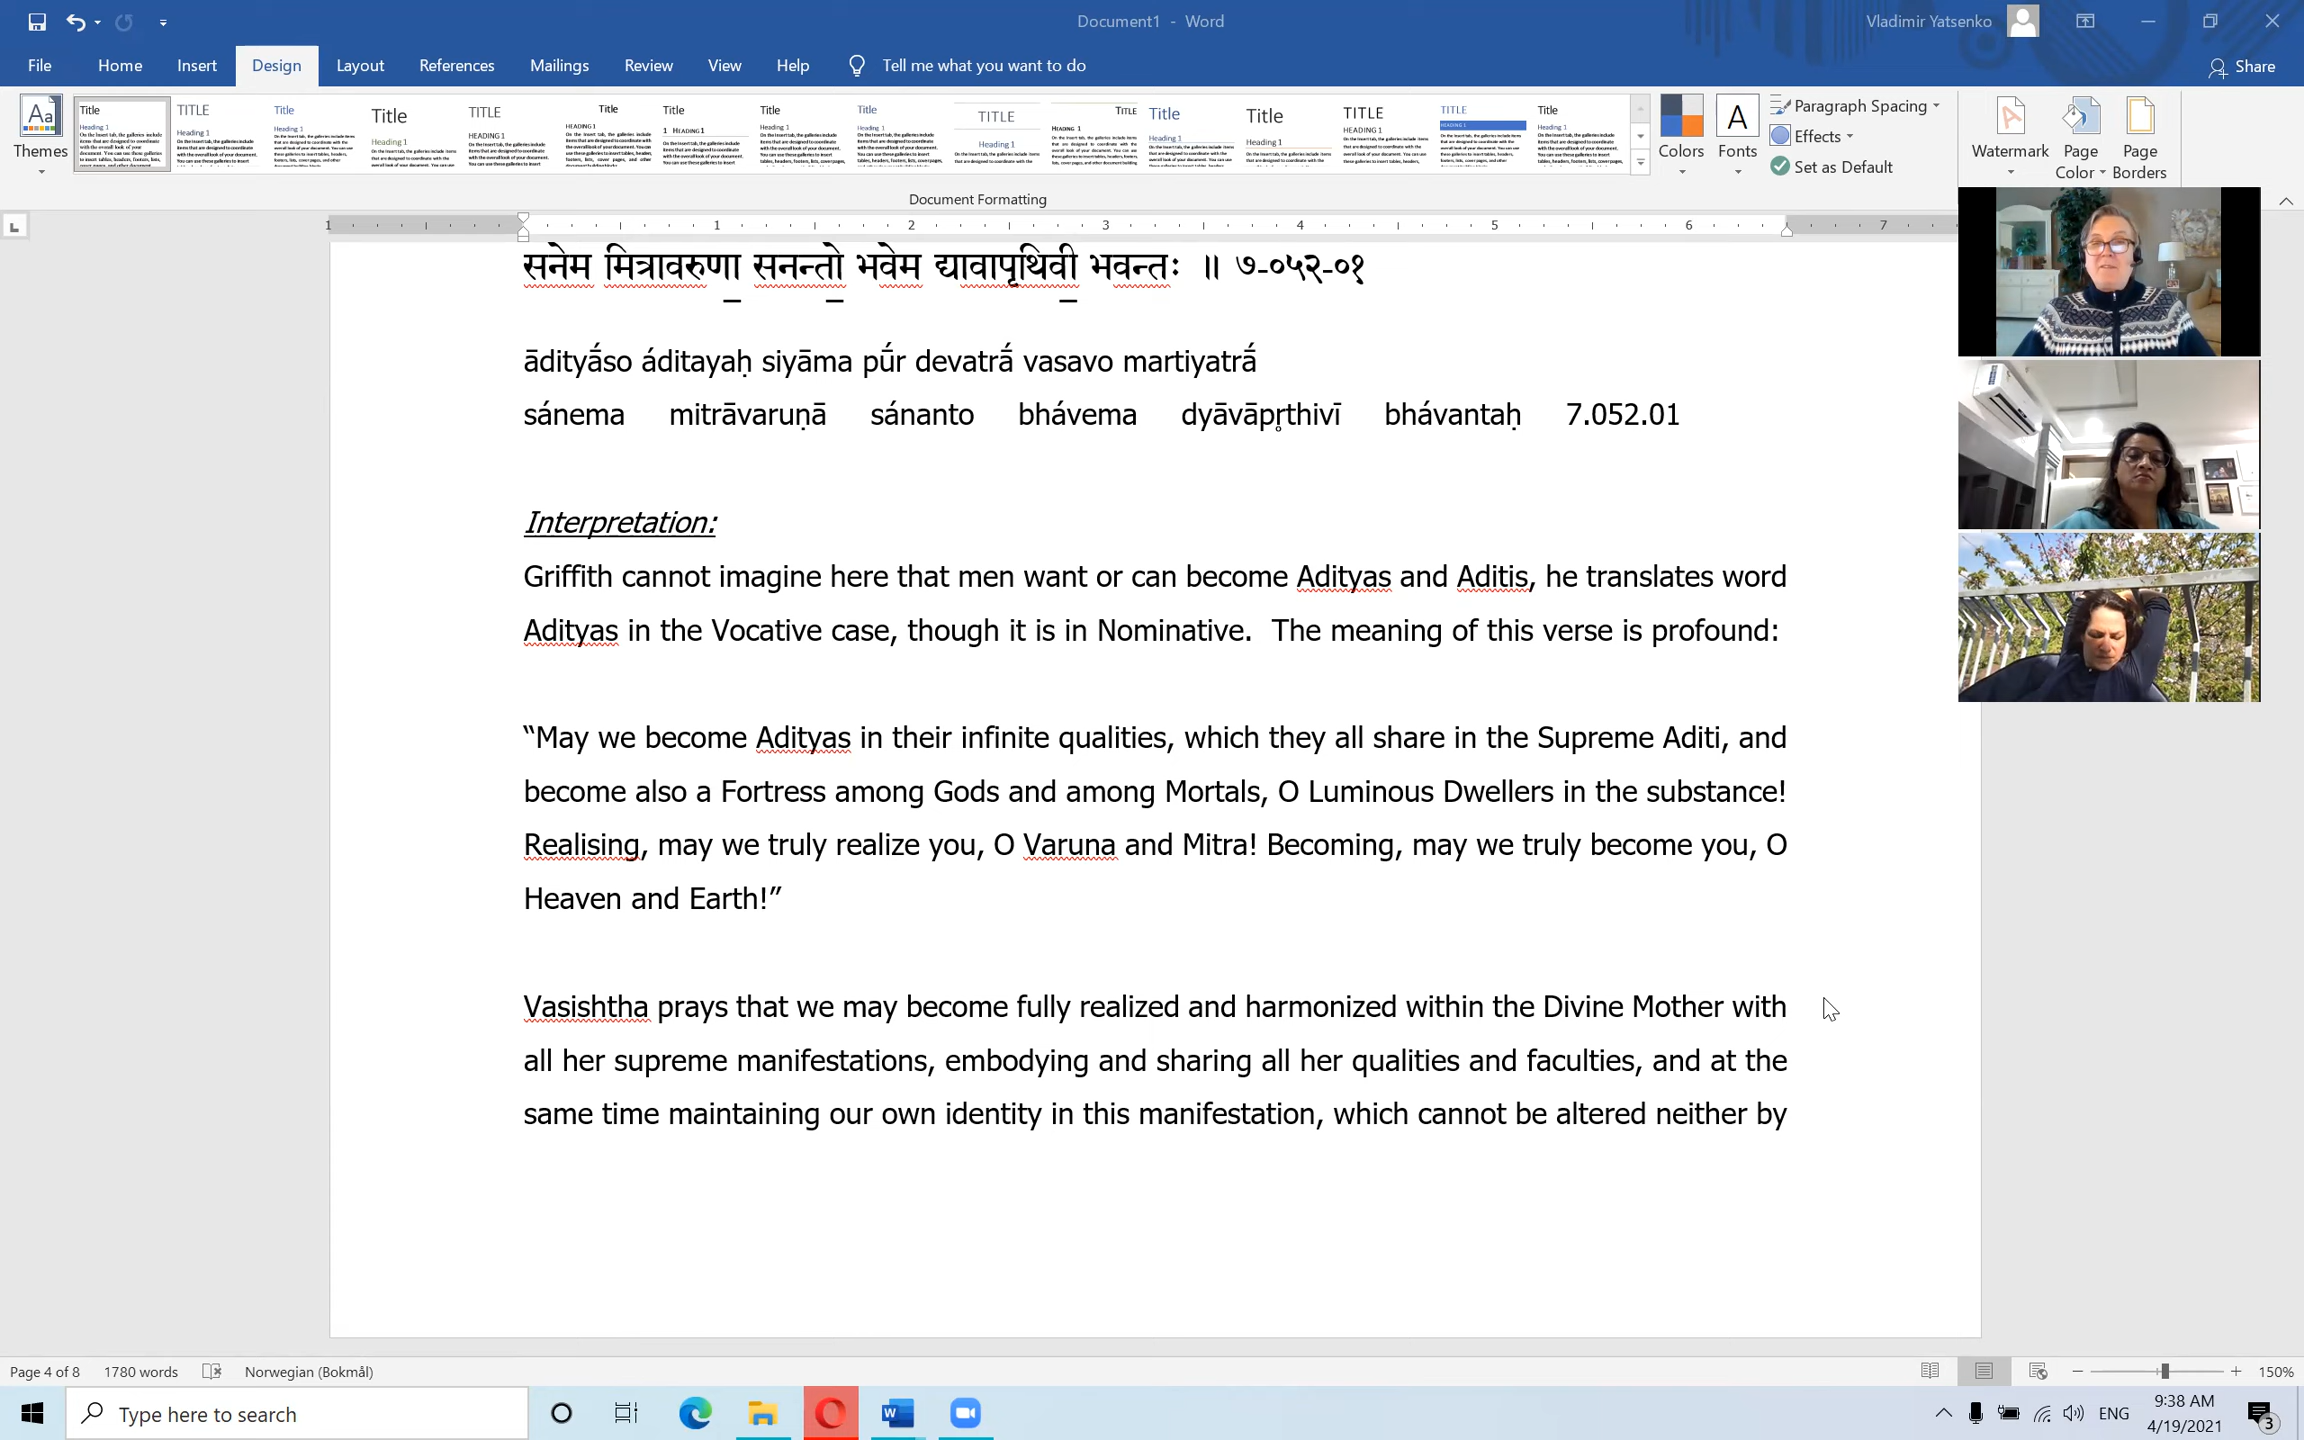 Document1 - Word
Vladimir Yatsenko
File Home Insert Design Layout References Mailings Review View Help Tell me what you want to do
Share
Themes
Colors Fonts
Paragraph Spacing
Effects
Set as Default
Watermark Page Color Page Borders
Document Formatting
1 1 2 3 4 5 6 7
सनेम मित्रावरुणा सनन्तो भवेम द्यावापृथिवी भवन्तः ॥ ७-०५२-०१
ādityā́so áditayaḥ siyāma pū́r devatrā́ vasavo martiyatrā́
sánema mitrāvaruṇā sánanto bhávema dyāvāpr̥thivī bhávantaḥ 7.052.01
Interpretation:
Griffith cannot imagine here that men want or can become Adityas and Aditis, he translates word
Adityas in the Vocative case, though it is in Nominative. The meaning of this verse is profound:
“May we become Adityas in their infinite qualities, which they all share in the Supreme Aditi, and
become also a Fortress among Gods and among Mortals, O Luminous Dwellers in the substance!
Realising, may we truly realize you, O Varuna and Mitra! Becoming, may we truly become you, O
Heaven and Earth!”
Vasishtha prays that we may become fully realized and harmonized within the Divine Mother with
all her supreme manifestations, embodying and sharing all her qualities and faculties, and at the
same time maintaining our own identity in this manifestation, which cannot be altered neither by
Page 4 of 8 1780 words Norwegian (Bokmål) 150%
Type here to search
ENG
9:38 AM
4/19/2021
3